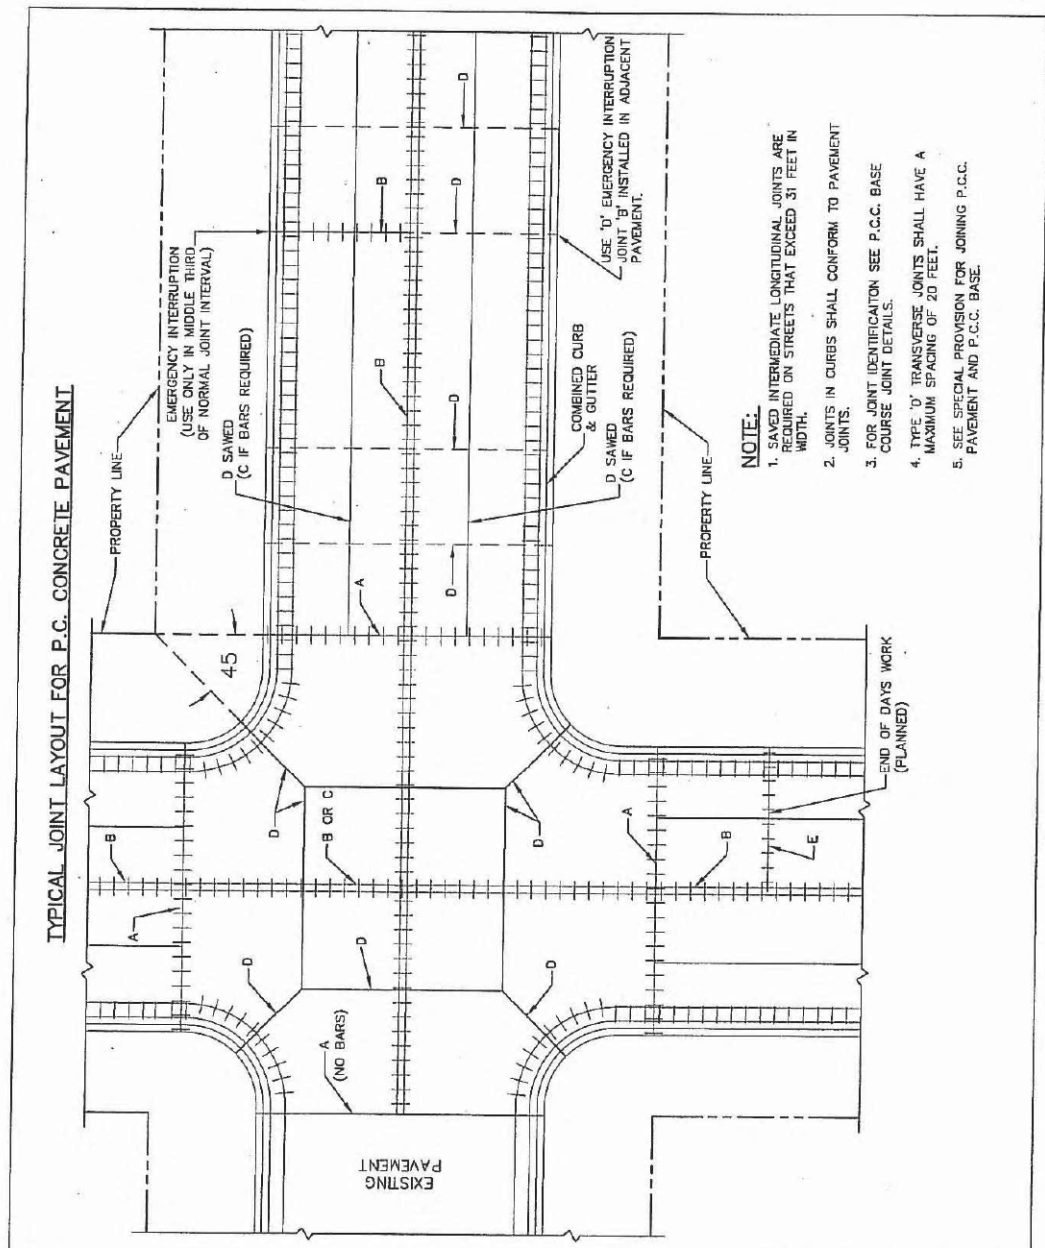 TYPICAL JOINT LAYOUT FOR P.C. CONCRETE PAVEMENT
PROPERTY LINE
EMERGENCY INTERRUPTION
(USE ONLY IN MIDDLE THIRD
OF NORMAL JOINT INTERVAL)
D SAWED
(C IF BARS REQUIRED)
45
B
A
B
A
D
D
B
D
D
D
D
B OR C
D
D
D
D
A
(NO BARS)
EXISTING
PAVEMENT
A
B
E
END OF DAYS WORK
(PLANNED)
COMBINED CURB
& GUTTER
D SAWED
(C IF BARS REQUIRED)
USE 'D' EMERGENCY INTERRUPTION
JOINT 'B' INSTALLED IN ADJACENT
PAVEMENT.
PROPERTY LINE
NOTE:
1. SAVED INTERMEDIATE LONGITUDINAL JOINTS ARE
REQUIRED ON STREETS THAT EXCEED 31 FEET IN
WIDTH.
2. JOINTS IN CURBS SHALL CONFORM TO PAVEMENT
JOINTS.
3. FOR JOINT IDENTIFICAITON SEE P.C.C. BASE
COURSE JOINT DETAILS.
4. TYPE 'D' TRANSVERSE JOINTS SHALL HAVE A
MAXIMUM SPACING OF 20 FEET.
5. SEE SPECIAL PROVISION FOR JOINING P.C.C.
PAVEMENT AND P.C.C. BASE.